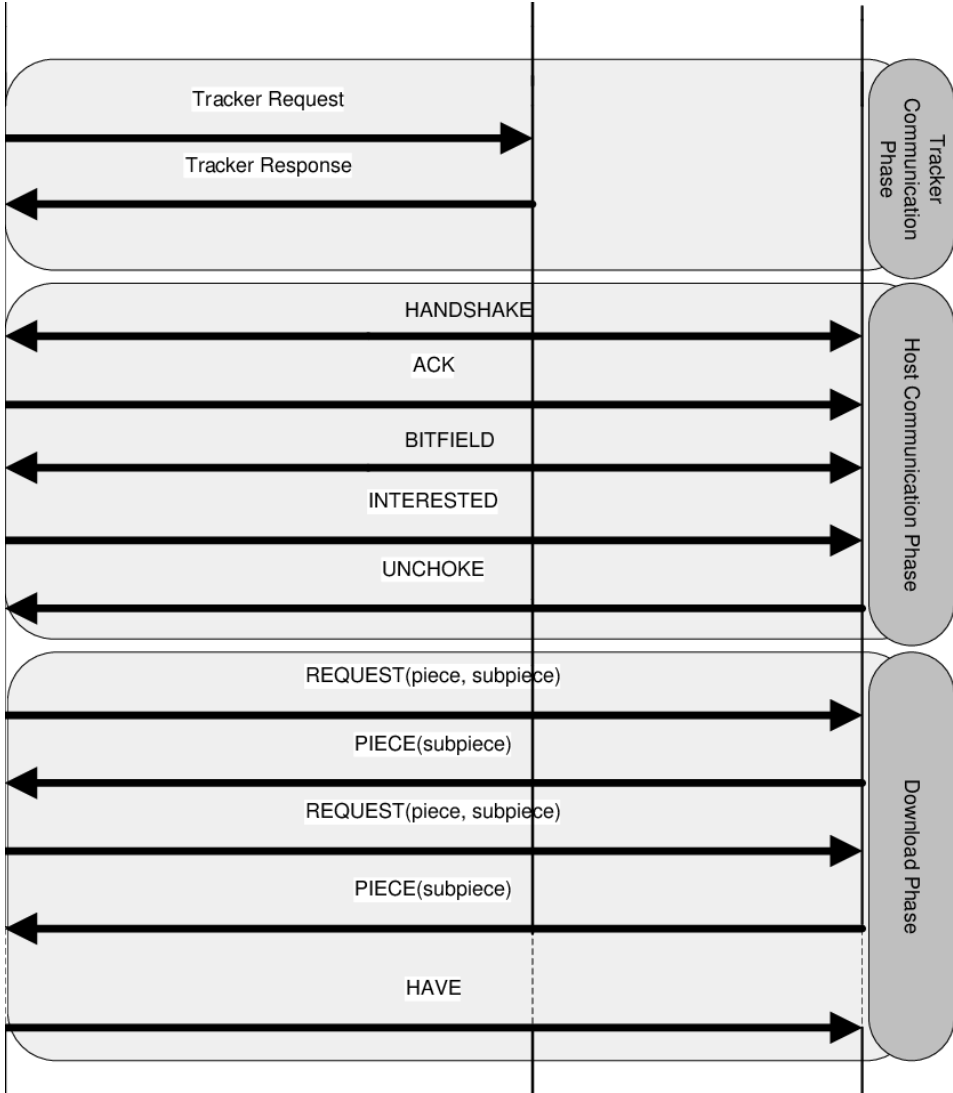 Tracker Request
Tracker Response
Tracker
Communication
Phase
HANDSHAKE
ACK
BITFIELD
INTERESTED
UNCHOKE
Host Communication Phase
REQUEST(piece, subpiece)
PIECE(subpiece)
REQUEST(piece, subpiece)
PIECE(subpiece)
HAVE
Download Phase